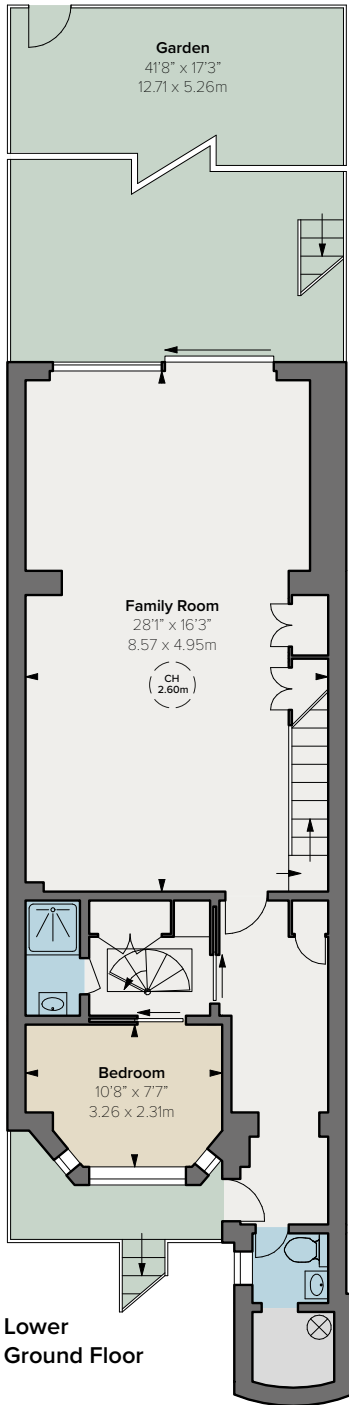 Garden
41'8" x 17'3"
12.71 x 5.26m
Family Room
28'1" x 16'3"
8.57 x 4.95m
CH
2.60m
Bedroom
10'8" x 7'7"
3.26 x 2.31m
Lower
Ground Floor